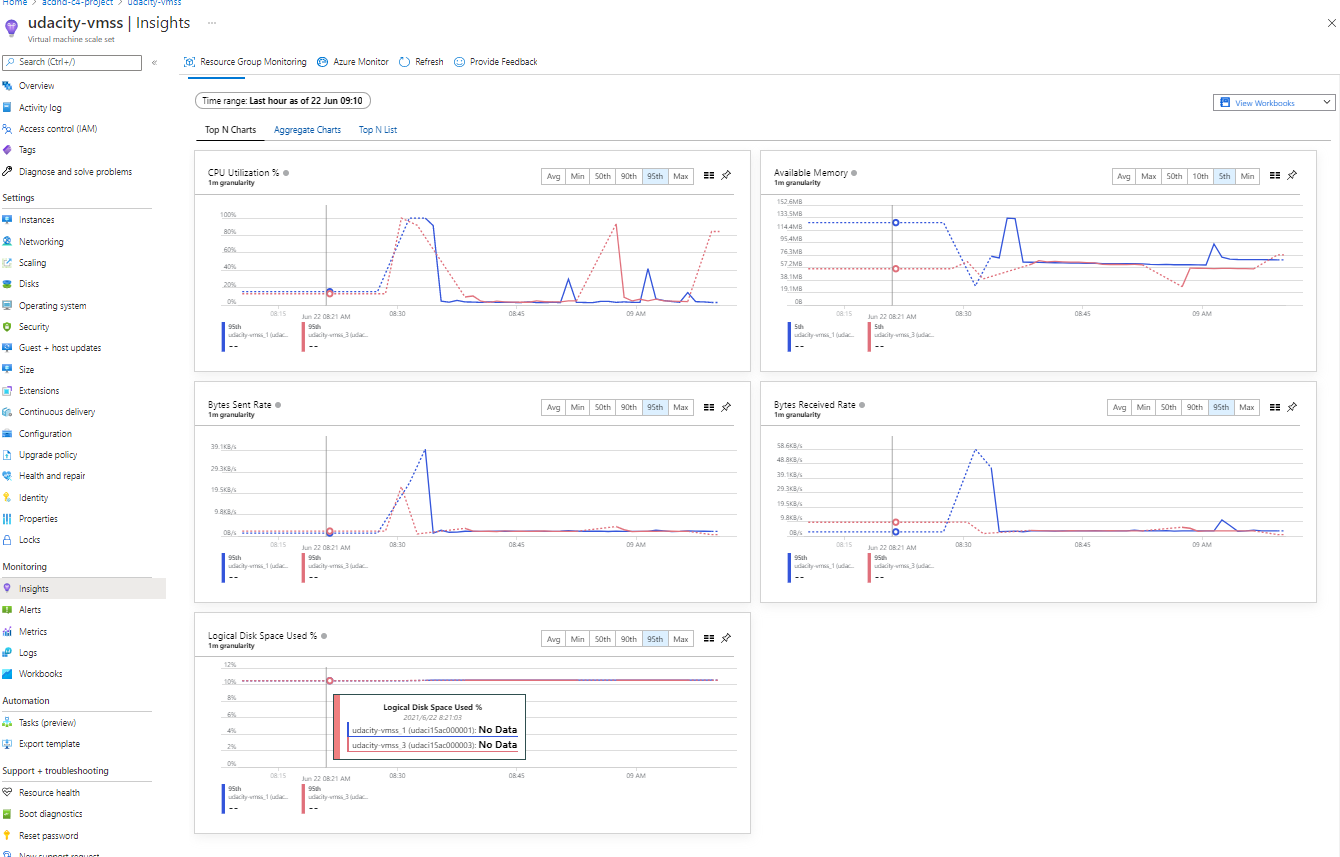 Home > acdnd-c4-project > udacity-vmss
udacity-vmss | Insights ...
Virtual machine scale set
Search (Ctrl+/)
«
Overview
Activity log
Access control (IAM)
Tags
Diagnose and solve problems
Settings
Instances
Networking
Scaling
Disks
Operating system
Security
Guest + host updates
Size
Extensions
Continuous delivery
Configuration
Upgrade policy
Health and repair
Identity
Properties
Locks
Monitoring
Insights
Alerts
Metrics
Logs
Workbooks
Automation
Tasks (preview)
Export template
Support + troubleshooting
Resource health
Boot diagnostics
Reset password
New support request
Resource Group Monitoring Azure Monitor Refresh Provide Feedback
Time range: Last hour as of 22 Jun 09:10
View Workbooks
Top N Charts Aggregate Charts Top N List
CPU Utilization %
1m granularity
Avg Min 50th 90th 95th Max
100%
80%
60%
40%
20%
0%
08:15 Jun 22 08:21 AM 08:30 08:45 09 AM
95th 95th
udacity-vmss_1 (udac... udacity-vmss_3 (udac...
-- --
Available Memory
1m granularity
Avg Max 50th 10th 5th Min
152.6MB
133.5MB
114.4MB
95.4MB
76.3MB
57.2MB
38.1MB
19.1MB
0B
08:15 Jun 22 08:21 AM 08:30 08:45 09 AM
5th 5th
udacity-vmss_1 (udac... udacity-vmss_3 (udac...
-- --
Bytes Sent Rate
1m granularity
Avg Min 50th 90th 95th Max
39.1KB/s
29.3KB/s
19.5KB/s
9.8KB/s
0B/s
08:15 Jun 22 08:21 AM 08:30 08:45 09 AM
95th 95th
udacity-vmss_1 (udac... udacity-vmss_3 (udac...
-- --
Bytes Received Rate
1m granularity
Avg Min 50th 90th 95th Max
58.6KB/s
48.8KB/s
39.1KB/s
29.3KB/s
19.5KB/s
9.8KB/s
0B/s
08:15 Jun 22 08:21 AM 08:30 08:45 09 AM
95th 95th
udacity-vmss_1 (udac... udacity-vmss_3 (udac...
-- --
Logical Disk Space Used %
1m granularity
Avg Min 50th 90th 95th Max
12%
10%
8%
6%
4%
2%
0%
Logical Disk Space Used %
2021/6/22 8:21:03
udacity-vmss_1 (udaci15ac000001): No Data
udacity-vmss_3 (udaci15ac000003): No Data
08:15 Jun 22 08:21 AM 08:30 08:45 09 AM
95th 95th
udacity-vmss_1 (udac... udacity-vmss_3 (udac...
-- --